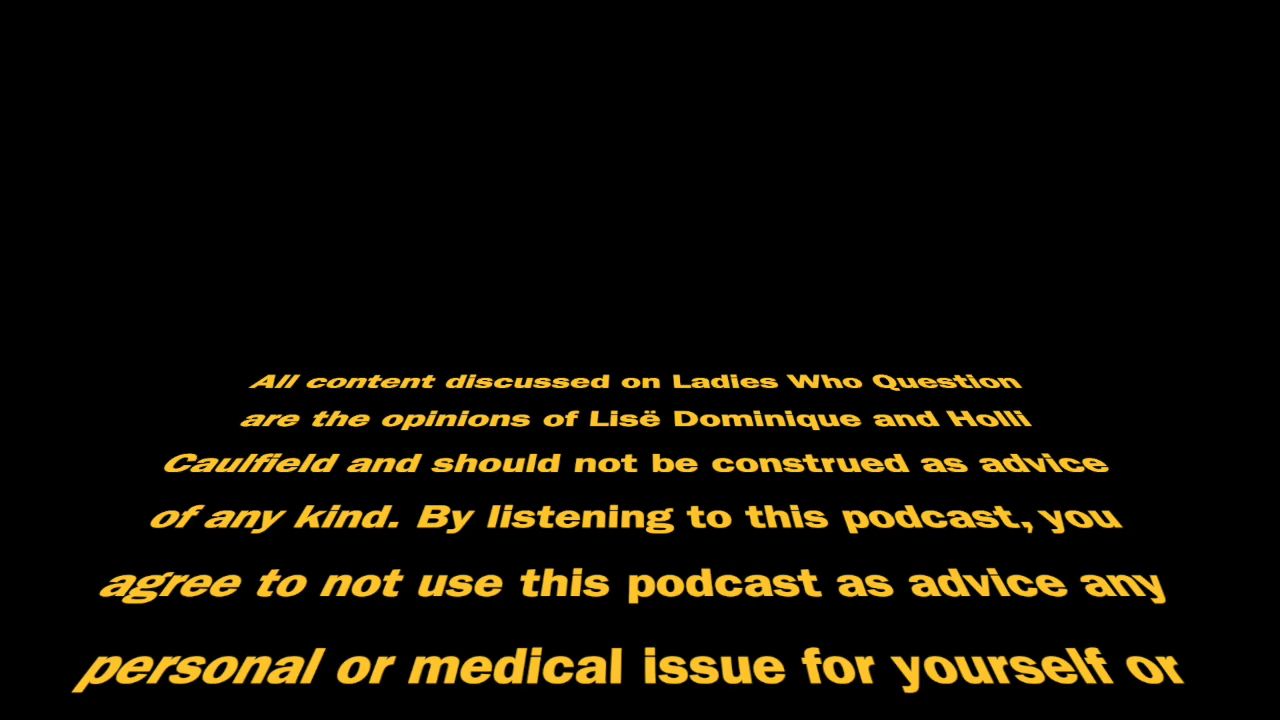 All content discussed on Ladies Who Question
are the opinions of Lisë Dominique and Holli
Caulfield and should not be construed as advice
of any kind. By listening to this podcast, you
agree to not use this podcast as advice any
personal or medical issue for yourself or